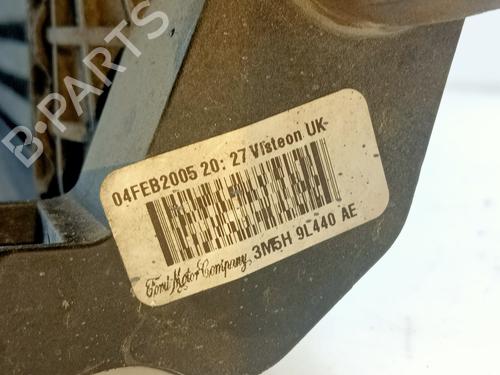 B-PARTS
04FEB2005 20: 27 Visteon UK
Ford Motor Company 3M5H 9L440 AE